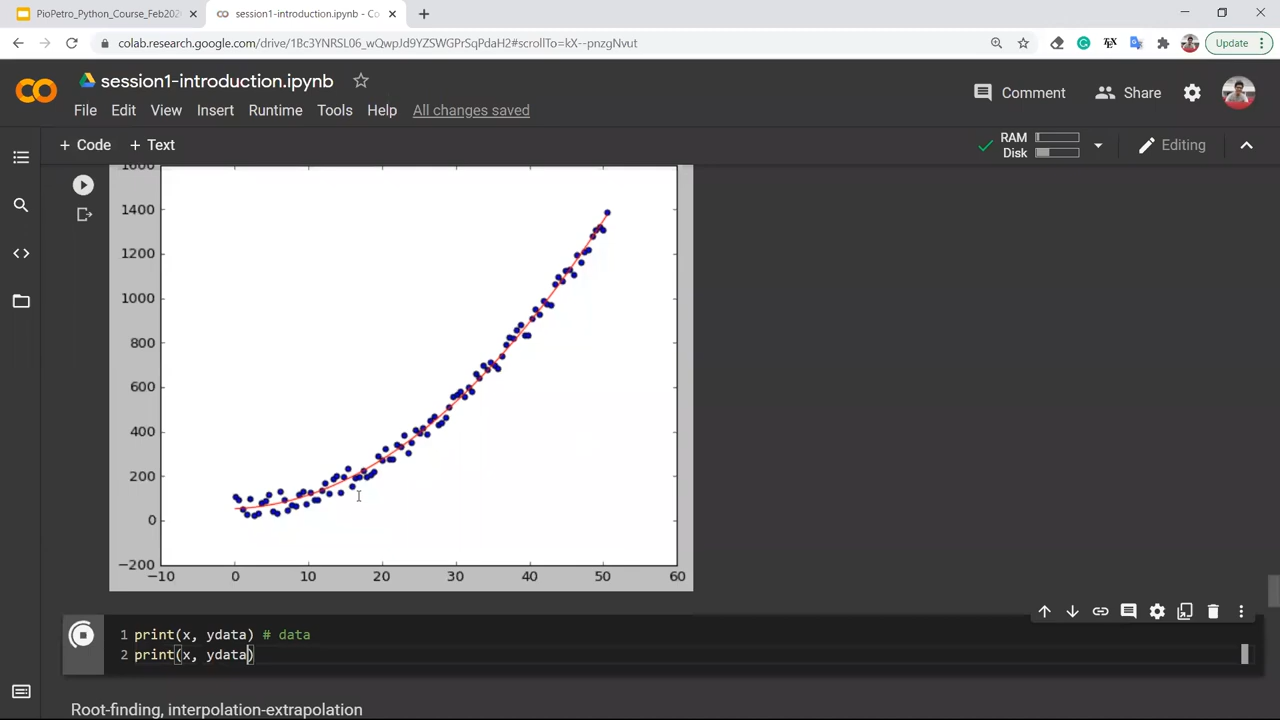 PioPetro_Python_Course_Feb202
session1-introduction.ipynb - Co
colab.research.google.com/drive/1Bc3YNRSL06_wQwpJd9YZSWGPrSqPdaH2#scrollTo=kX--pnzgNvut
Update
session1-introduction.ipynb
File Edit View Insert Runtime Tools Help All changes saved
Comment
Share
+ Code + Text
RAM
Disk
Editing
1600
1400
1200
1000
800
600
400
200
0
−200
−10 0 10 20 30 40 50 60
1 print(x, ydata) # data
2 print(x, ydata)
Root-finding, interpolation-extrapolation